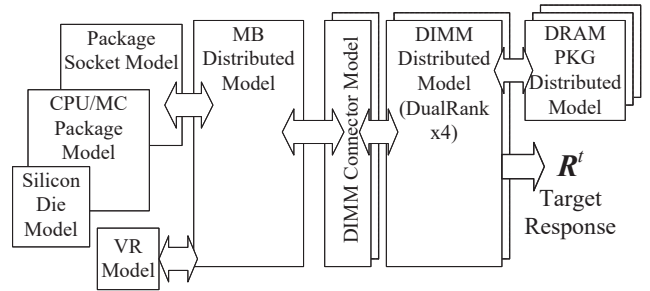 Package
Socket Model
CPU/MC
Package
Model
Silicon
Die Model
VR
Model
MB
Distributed
Model
DIMM Connector Model
DIMM
Distributed
Model
(DualRank
x4)
DRAM
PKG
Distributed
Model
R^t
Target
Response